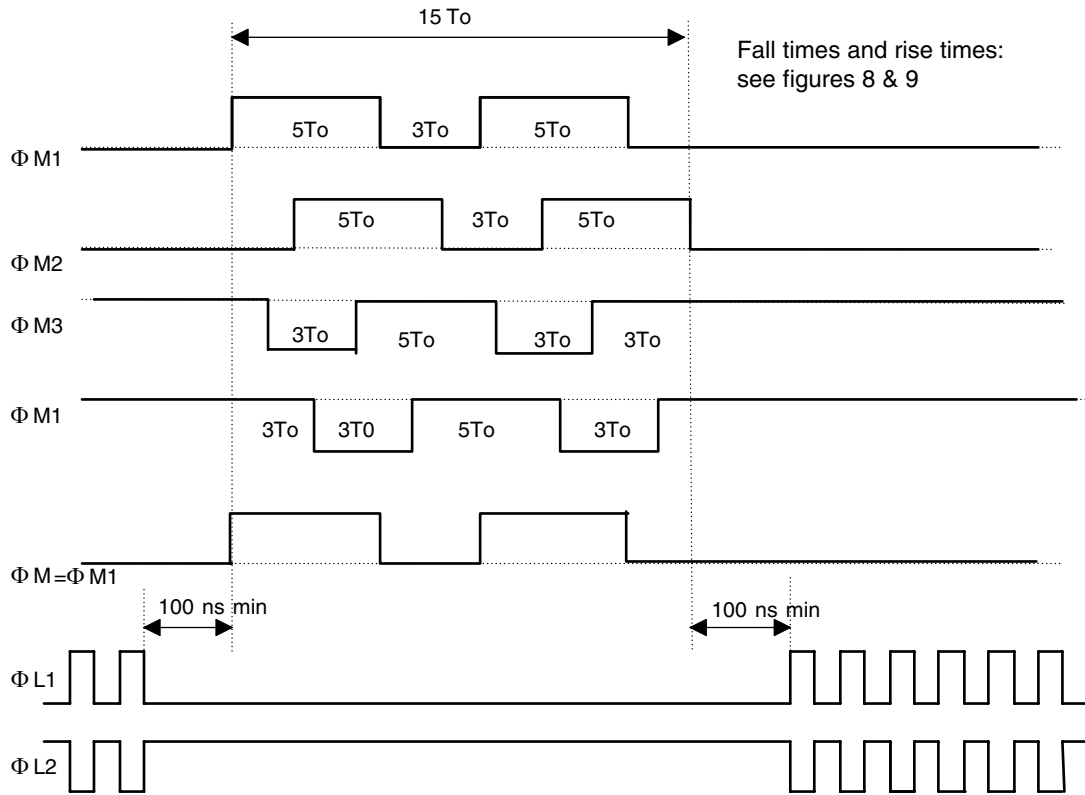 15 To
Fall times and rise times:
see figures 8 & 9
5To 3To 5To
Φ M1
5To 3To 5To
Φ M2
Φ M3
3To 5To 3To 3To
Φ M1
3To 3T0 5To 3To
Φ M=Φ M1
100 ns min
100 ns min
Φ L1
Φ L2